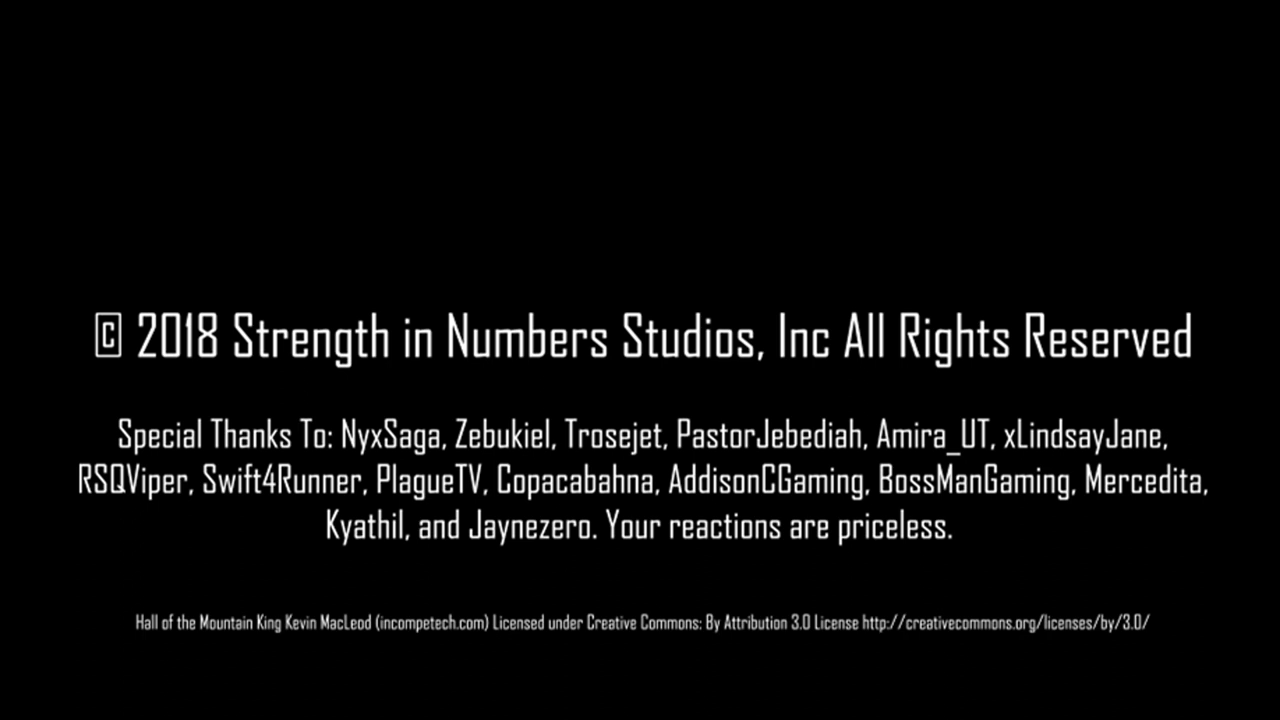 © 2018 Strength in Numbers Studios, Inc All Rights Reserved
Special Thanks To: NyxSaga, Zebukiel, Trosejet, PastorJebediah, Amira_UT, xLindsayJane,
RSQViper, Swift4Runner, PlagueTV, Copacabahna, AddisonCGaming, BossManGaming, Mercedita,
Kyathil, and Jaynezero. Your reactions are priceless.
Hall of the Mountain King Kevin MacLeod (incompetech.com) Licensed under Creative Commons: By Attribution 3.0 License http://creativecommons.org/licenses/by/3.0/